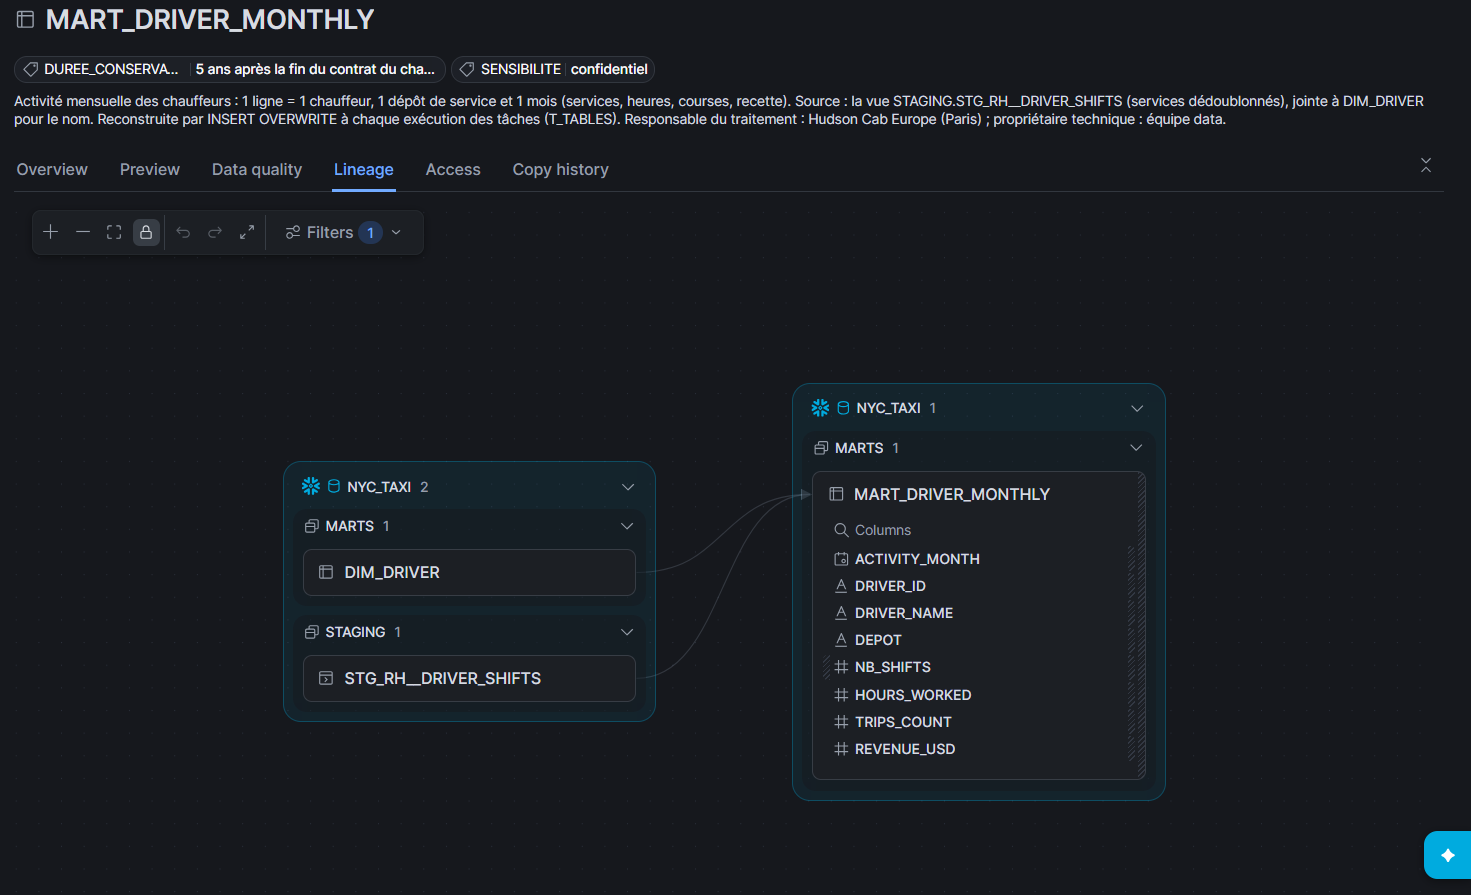 MART_DRIVER_MONTHLY
DUREE_CONSERVA... 5 ans après la fin du contrat du cha... SENSIBILITE confidentiel
Activité mensuelle des chauffeurs : 1 ligne = 1 chauffeur, 1 dépôt de service et 1 mois (services, heures, courses, recette). Source : la vue STAGING.STG_RH__DRIVER_SHIFTS (services dédoublonnés), jointe à DIM_DRIVER
pour le nom. Reconstruite par INSERT OVERWRITE à chaque exécution des tâches (T_TABLES). Responsable du traitement : Hudson Cab Europe (Paris) ; propriétaire technique : équipe data.
Overview Preview Data quality Lineage Access Copy history
Filters 1
NYC_TAXI 2
MARTS 1
DIM_DRIVER
STAGING 1
STG_RH__DRIVER_SHIFTS
NYC_TAXI 1
MARTS 1
MART_DRIVER_MONTHLY
Columns
ACTIVITY_MONTH
DRIVER_ID
DRIVER_NAME
DEPOT
NB_SHIFTS
HOURS_WORKED
TRIPS_COUNT
REVENUE_USD